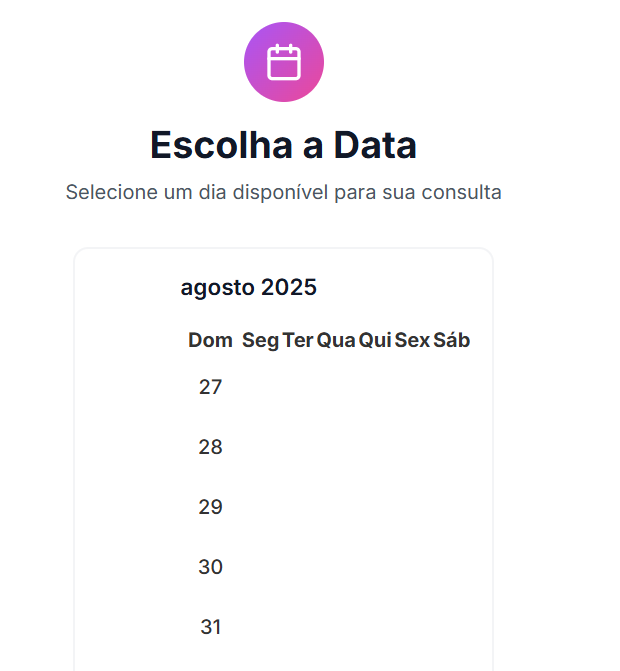 Escolha a Data
Selecione um dia disponível para sua consulta
agosto 2025
Dom Seg Ter Qua Qui Sex Sáb
27
28
29
30
31